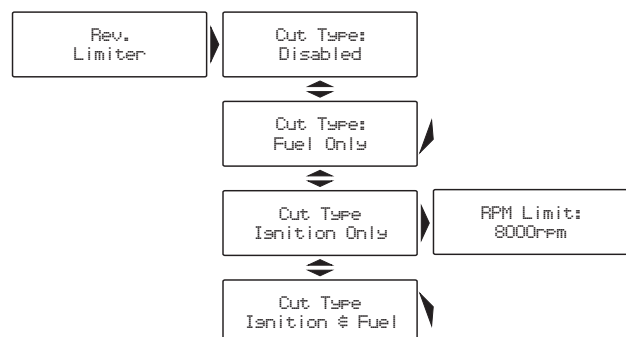 Rev.
Limiter
Cut Type:
Disabled
Cut Type:
Fuel Only
Cut Type
Ignition Only
RPM Limit:
8000rpm
Cut Type
Ignition & Fuel